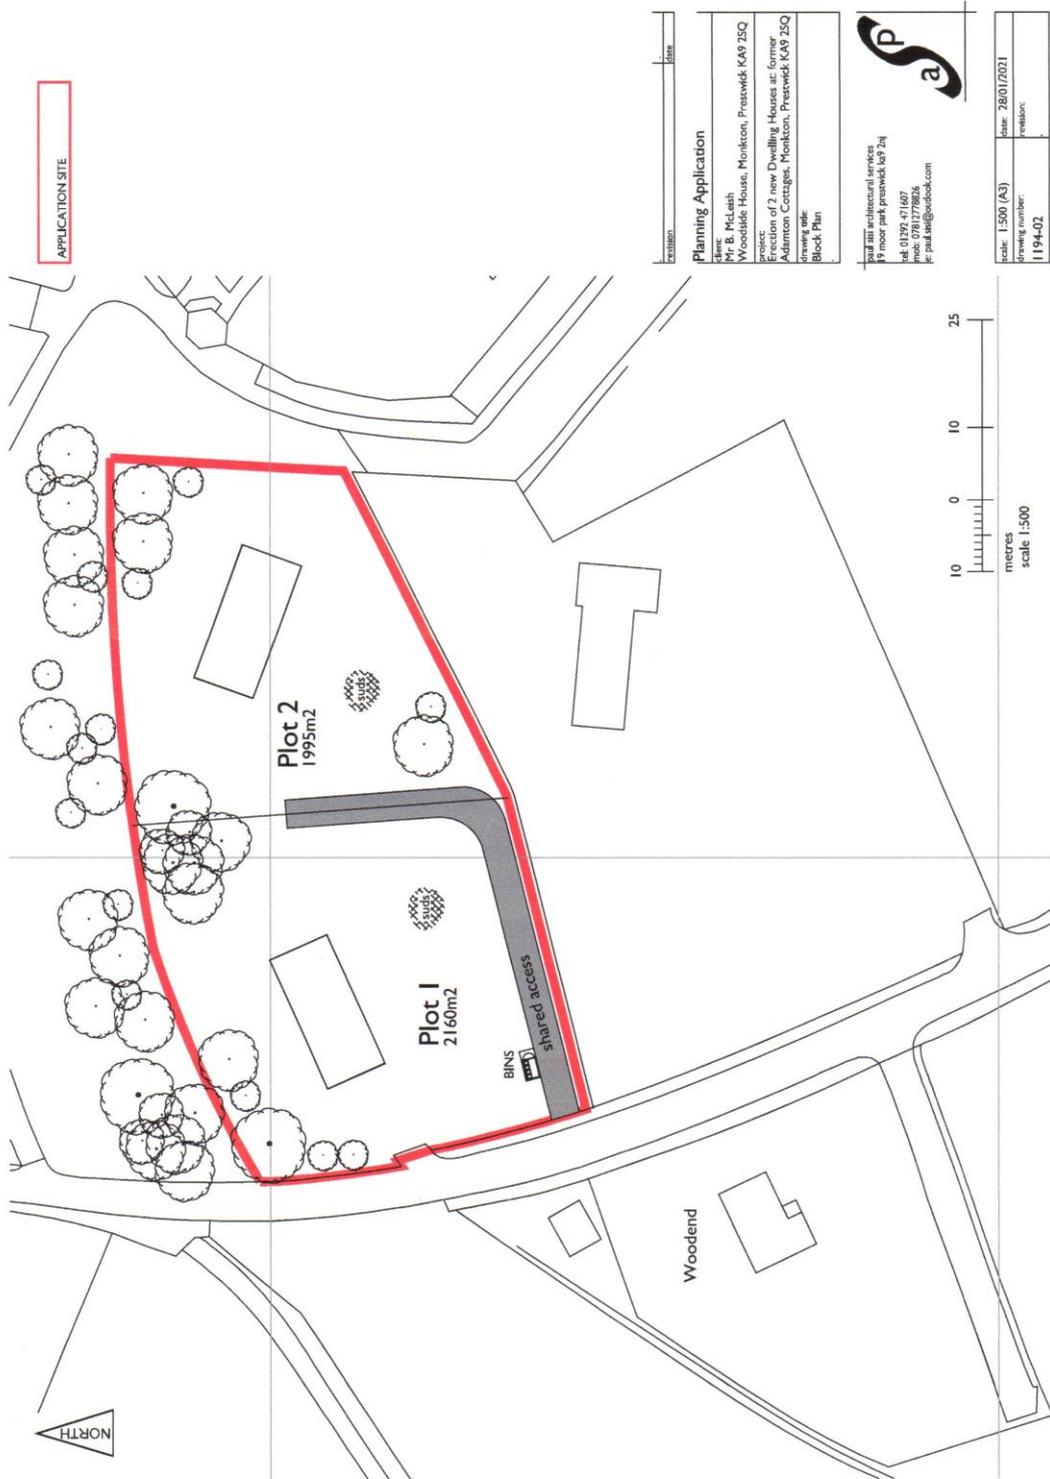 APPLICATION SITE
NORTH
Plot 1
2160m2
Plot 2
1995m2
suds
suds
shared access
BINS
Woodend
10 0 10 25
metres
scale 1:500
revision date
Planning Application
client:
Mr B. McLeish
Woodside House, Monkton, Prestwick KA9 2SQ
project:
Erection of 2 new Dwelling Houses at: former
Adamton Cottages, Monkton, Prestwick KA9 2SQ
drawing title:
Block Plan
asp
paul sisi architectural services
19 moor park prestwick ka9 2nj
tel: 01292 471607
mob: 07812778826
e: paul.sisi@outlook.com
scale: 1:500 (A3) date: 28/01/2021
drawing number: revision:
1194-02 .